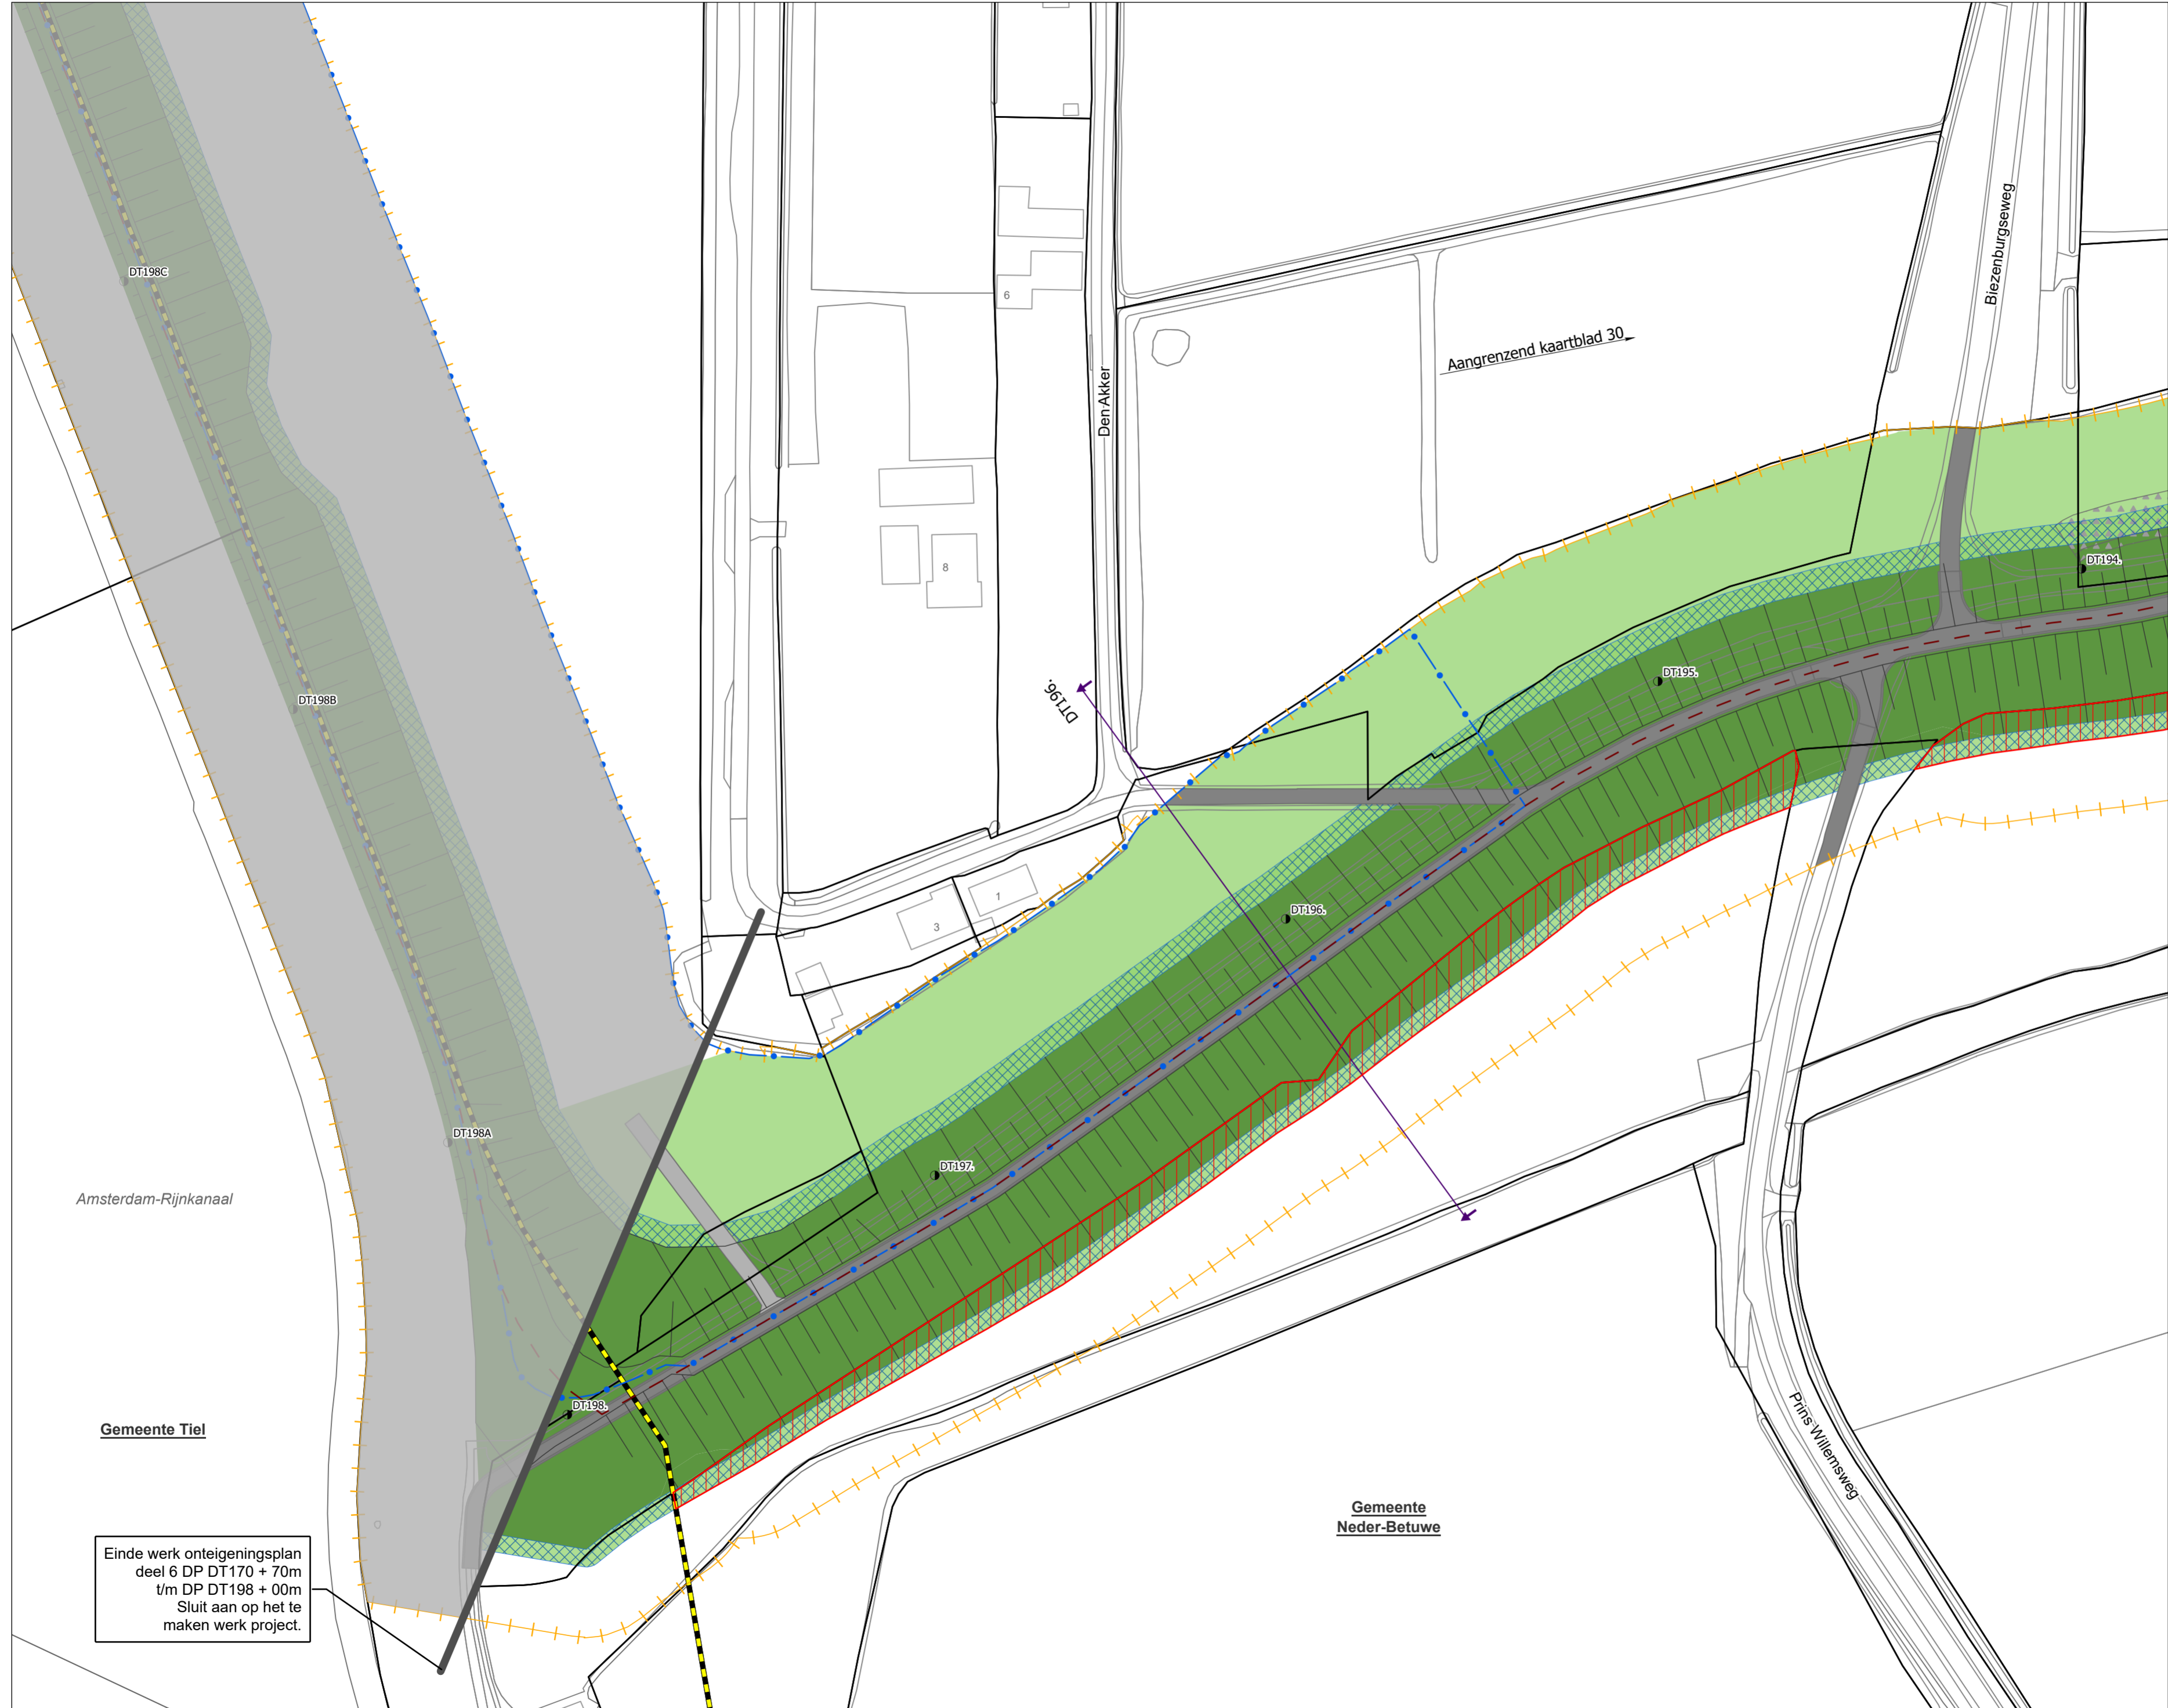 DT198C
6
Biezenburgseweg
Aangrenzend kaartblad 30
Den Akker
8
DT194.
DT195.
DT198B
DT196.
1
3
DT196.
DT198A
DT197.
Amsterdam-Rijnkanaal
DT198.
Gemeente Tiel
Prins Willemsweg
Gemeente
Neder-Betuwe
Einde werk onteigeningsplan
deel 6 DP DT170 + 70m
t/m DP DT198 + 00m
Sluit aan op het te
maken werk project.